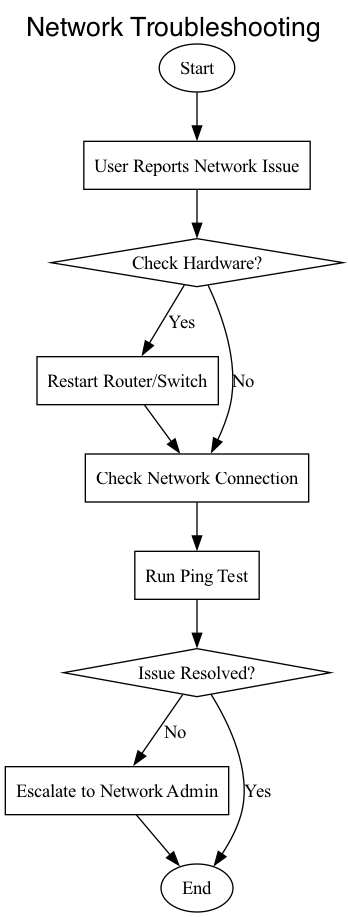 Network Troubleshooting
Start
User Reports Network Issue
Check Hardware?
Yes
Restart Router/Switch
No
Check Network Connection
Run Ping Test
Issue Resolved?
No
Escalate to Network Admin
Yes
End